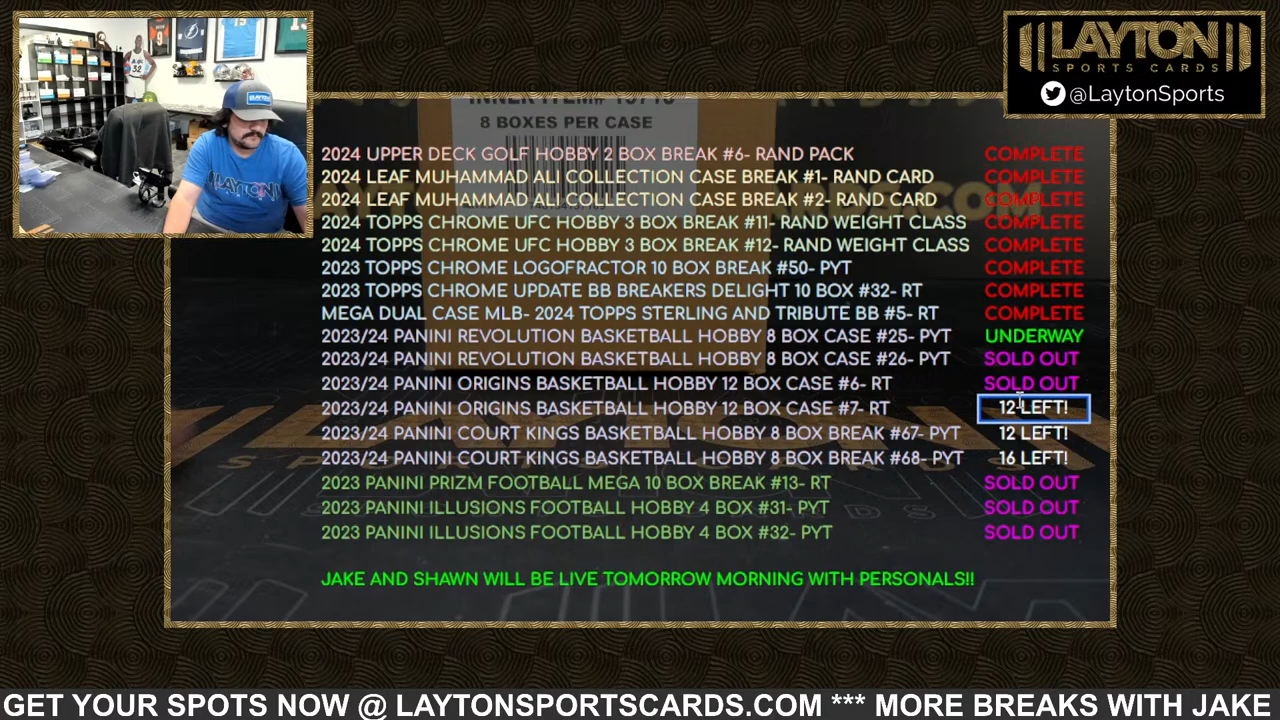 LAYTON
SPORTS CARDS
@LaytonSports
8 BOXES PER CASE
2024 UPPER DECK GOLF HOBBY 2 BOX BREAK #6- RAND PACK COMPLETE
2024 LEAF MUHAMMAD ALI COLLECTION CASE BREAK #1- RAND CARD COMPLETE
2024 LEAF MUHAMMAD ALI COLLECTION CASE BREAK #2- RAND CARD COMPLETE
2024 TOPPS CHROME UFC HOBBY 3 BOX BREAK #11- RAND WEIGHT CLASS COMPLETE
2024 TOPPS CHROME UFC HOBBY 3 BOX BREAK #12- RAND WEIGHT CLASS COMPLETE
2023 TOPPS CHROME LOGOFRACTOR 10 BOX BREAK #50- PYT COMPLETE
2023 TOPPS CHROME UPDATE BB BREAKERS DELIGHT 10 BOX #32- RT COMPLETE
MEGA DUAL CASE MLB- 2024 TOPPS STERLING AND TRIBUTE BB #5- RT COMPLETE
2023/24 PANINI REVOLUTION BASKETBALL HOBBY 8 BOX CASE #25- PYT UNDERWAY
2023/24 PANINI REVOLUTION BASKETBALL HOBBY 8 BOX CASE #26- PYT SOLD OUT
2023/24 PANINI ORIGINS BASKETBALL HOBBY 12 BOX CASE #6- RT SOLD OUT
2023/24 PANINI ORIGINS BASKETBALL HOBBY 12 BOX CASE #7- RT 12 LEFT!
2023/24 PANINI COURT KINGS BASKETBALL HOBBY 8 BOX BREAK #67- PYT 12 LEFT!
2023/24 PANINI COURT KINGS BASKETBALL HOBBY 8 BOX BREAK #68- PYT 16 LEFT!
2023 PANINI PRIZM FOOTBALL MEGA 10 BOX BREAK #13- RT SOLD OUT
2023 PANINI ILLUSIONS FOOTBALL HOBBY 4 BOX #31- PYT SOLD OUT
2023 PANINI ILLUSIONS FOOTBALL HOBBY 4 BOX #32- PYT SOLD OUT
JAKE AND SHAWN WILL BE LIVE TOMORROW MORNING WITH PERSONALS!!
GET YOUR SPOTS NOW @ LAYTONSPORTSCARDS.COM *** MORE BREAKS WITH JAKE